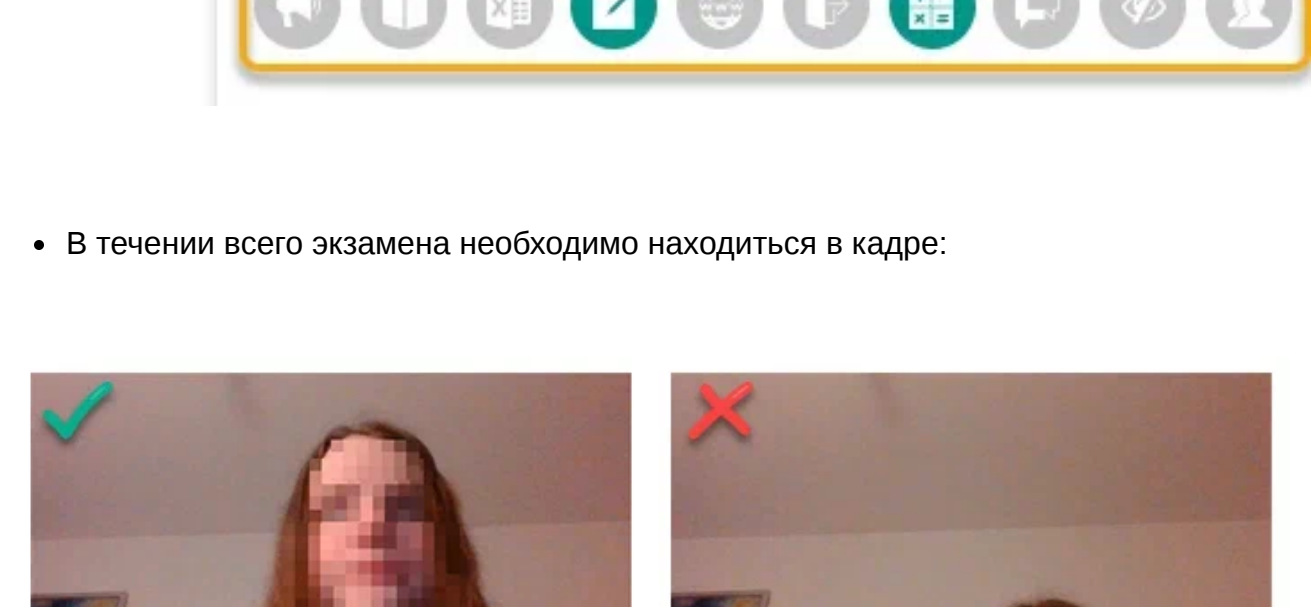 • В течении всего экзамена необходимо находиться в кадре: